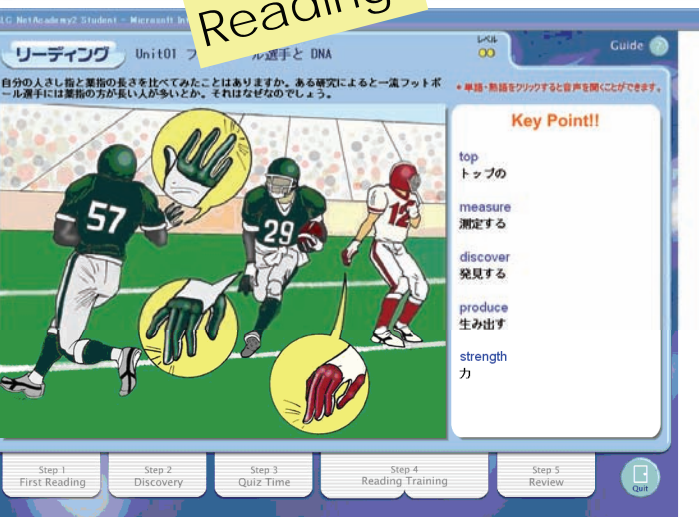 LG NetAcademy2 Student - Microsoft In
Reading
リーディング
Unit01 フ
ル選手と DNA
レベル
Guide ?
自分の人さし指と薬指の長さを比べてみたことはありますか。ある研究によると一流フットボ
ール選手には薬指の方が長い人が多いとか。それはなぜなのでしょう。
*単語・熟語をクリックすると音声を聞くことができます。
Key Point!!
top
トップの
measure
測定する
discover
発見する
produce
生み出す
strength
力
57
29
12
Step 1
First Reading
Step 2
Discovery
Step 3
Quiz Time
Step 4
Reading Training
Step 5
Review
Quit